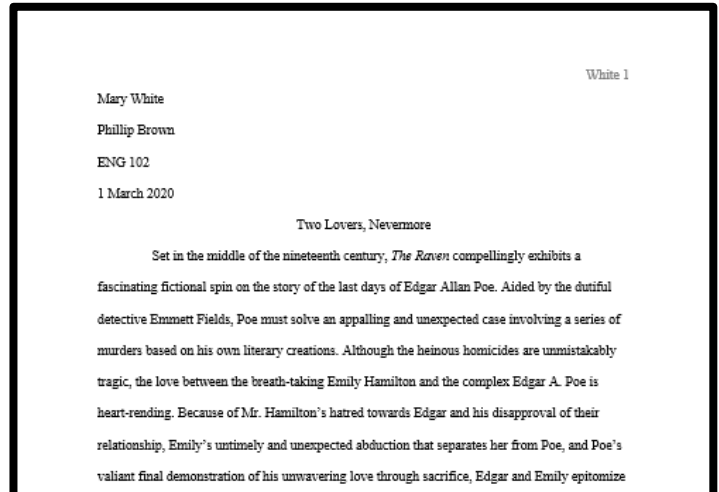 White 1
Mary White
Phillip Brown
ENG 102
1 March 2020
Two Lovers, Nevermore
Set in the middle of the nineteenth century, The Raven compellingly exhibits a
fascinating fictional spin on the story of the last days of Edgar Allan Poe. Aided by the dutiful
detective Emmett Fields, Poe must solve an appalling and unexpected case involving a series of
murders based on his own literary creations. Although the heinous homicides are unmistakably
tragic, the love between the breath-taking Emily Hamilton and the complex Edgar A. Poe is
heart-rending. Because of Mr. Hamilton’s hatred towards Edgar and his disapproval of their
relationship, Emily’s untimely and unexpected abduction that separates her from Poe, and Poe’s
valiant final demonstration of his unwavering love through sacrifice, Edgar and Emily epitomize